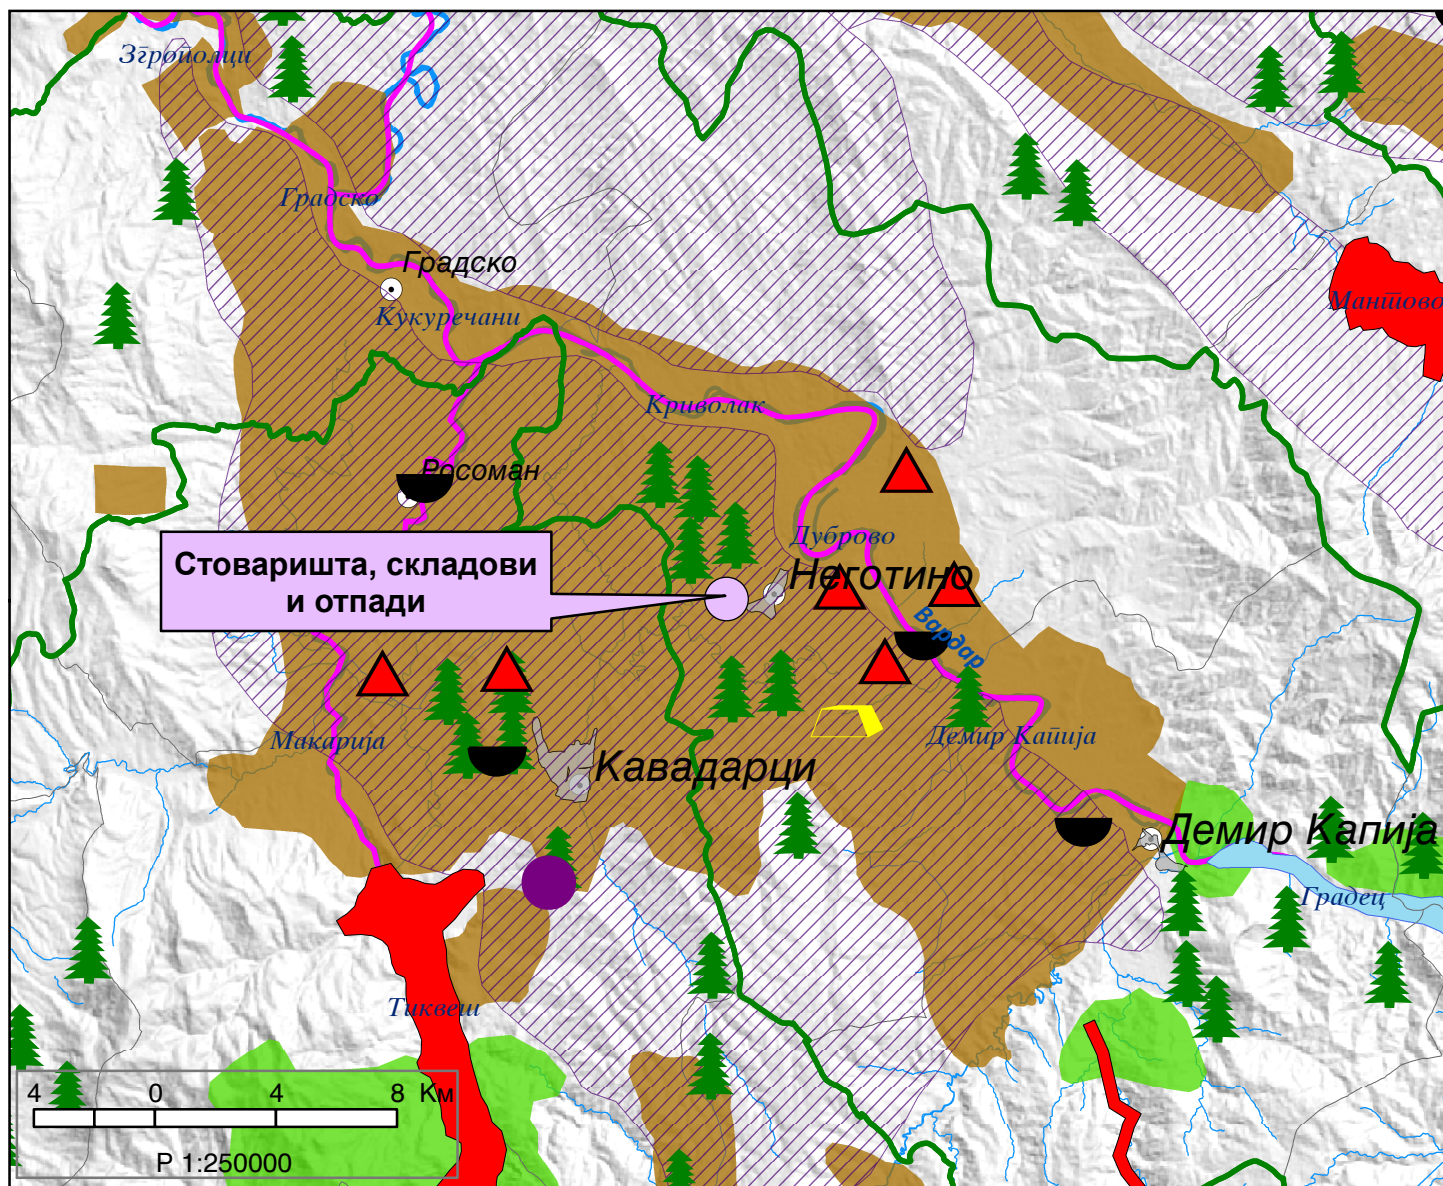 Згрополци
Градско
Градско
Кукуречани
Мантово
Криволак
Росоман
Дуброво
Стоваришта, складови
и отпади
Неготино
Вардар
Макарија
Демир Капија
Кавадарци
Демир Капија
Градец
Тиквеш
4 0 4 8 Км
Р 1:250000